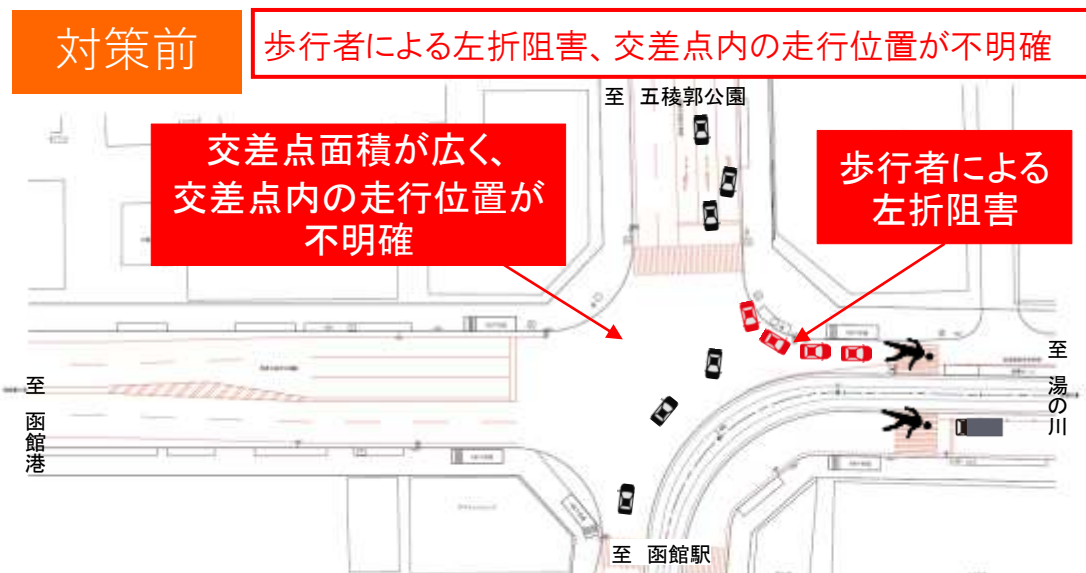 対策前
歩行者による左折阻害、交差点内の走行位置が不明確
至 五稜郭公園
交差点面積が広く、
交差点内の走行位置が
不明確
歩行者による
左折阻害
至 函館港
至 湯の川
至 函館駅